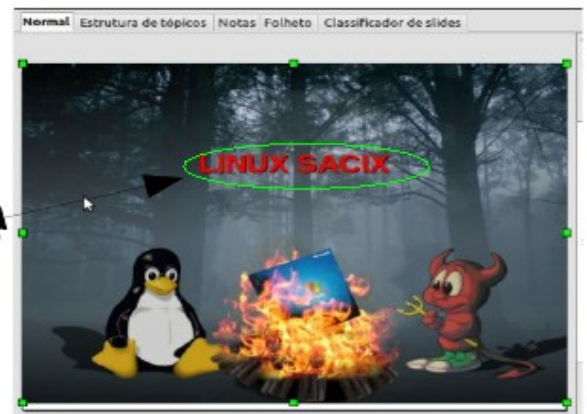 Normal Estrutura de tópicos Notas Folheto Classificador de slides
LINUX SACIX